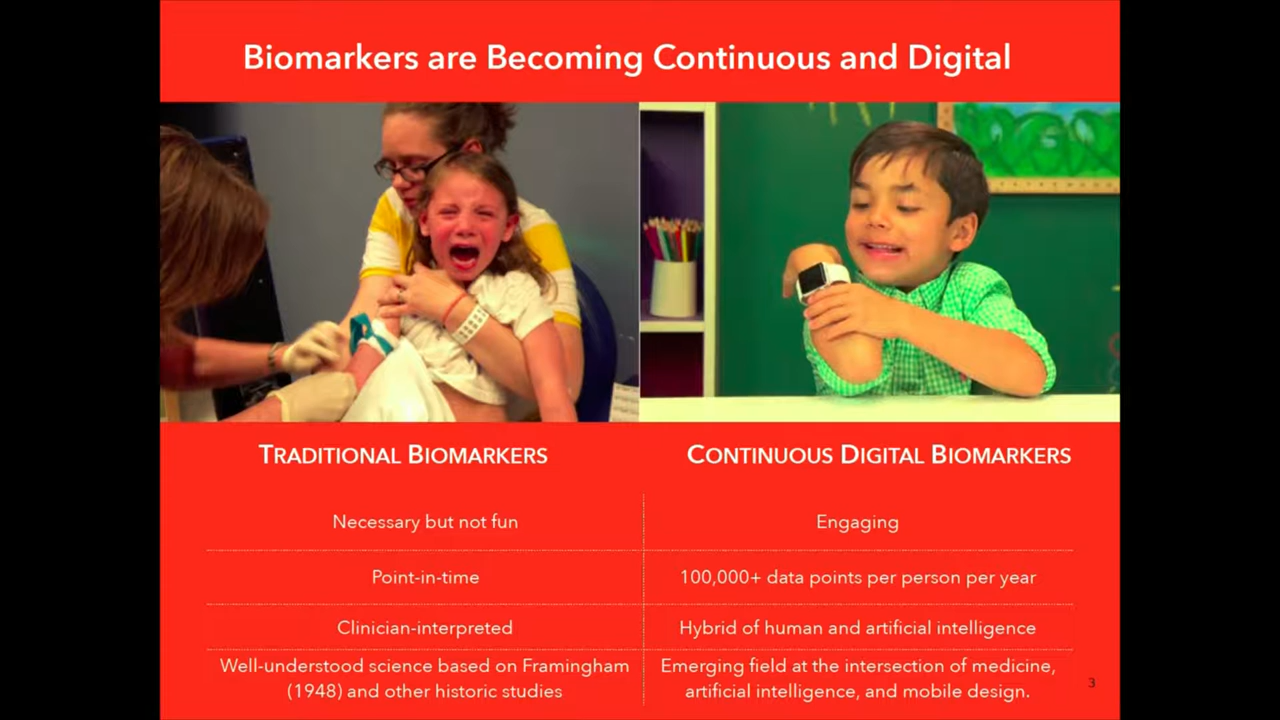 Biomarkers are Becoming Continuous and Digital
TRADITIONAL BIOMARKERS
CONTINUOUS DIGITAL BIOMARKERS
Necessary but not fun
Engaging
Point-in-time
100,000+ data points per person per year
Clinician-interpreted
Hybrid of human and artificial intelligence
Well-understood science based on Framingham
(1948) and other historic studies
Emerging field at the intersection of medicine,
artificial intelligence, and mobile design.
3